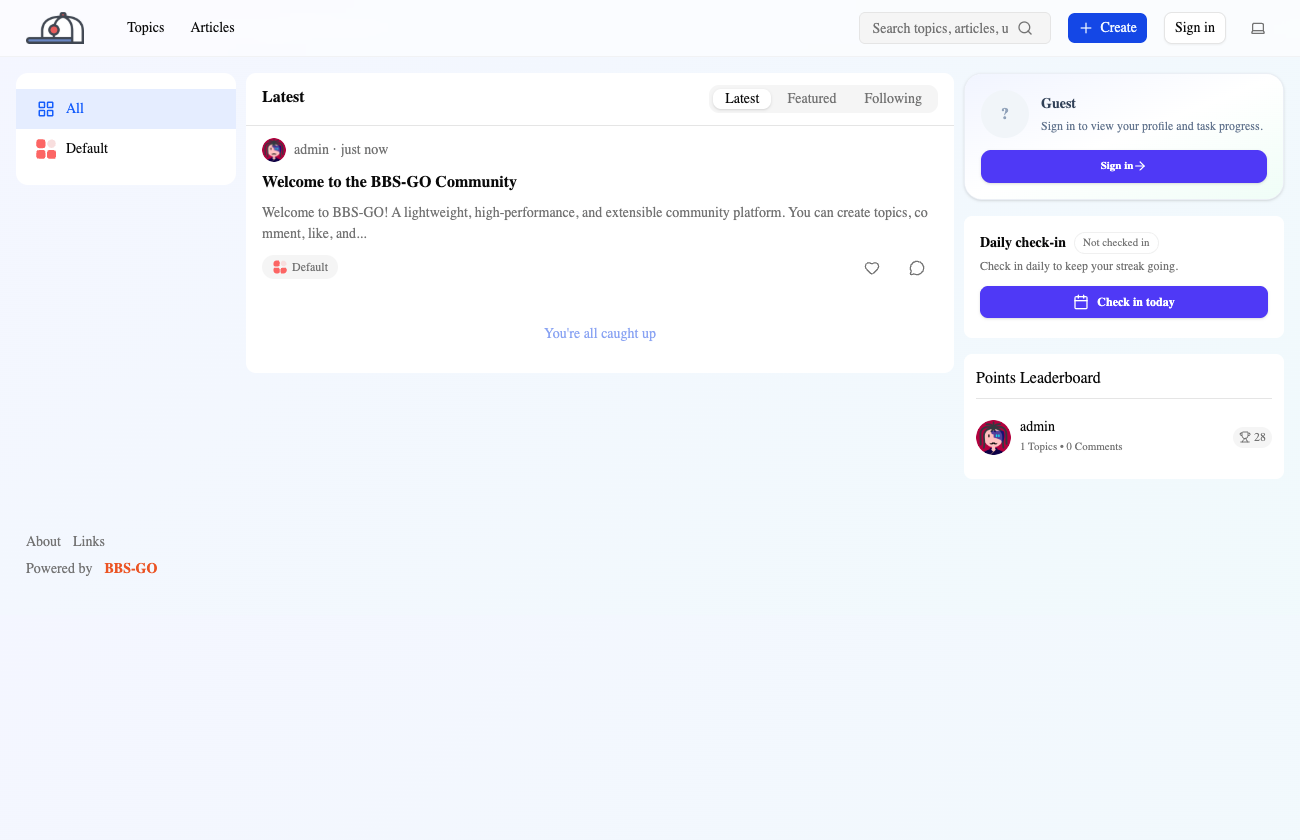 Topics Articles Search topics, articles, u Create Sign in
All
Default
Latest Latest Featured Following
admin · just now
Welcome to the BBS-GO Community
Welcome to BBS-GO! A lightweight, high-performance, and extensible community platform. You can create topics, co
mment, like, and...
Default
You're all caught up
?
Guest
Sign in to view your profile and task progress.
Sign in
Daily check-in Not checked in
Check in daily to keep your streak going.
Check in today
Points Leaderboard
admin
1 Topics • 0 Comments
28
About Links
Powered by BBS-GO